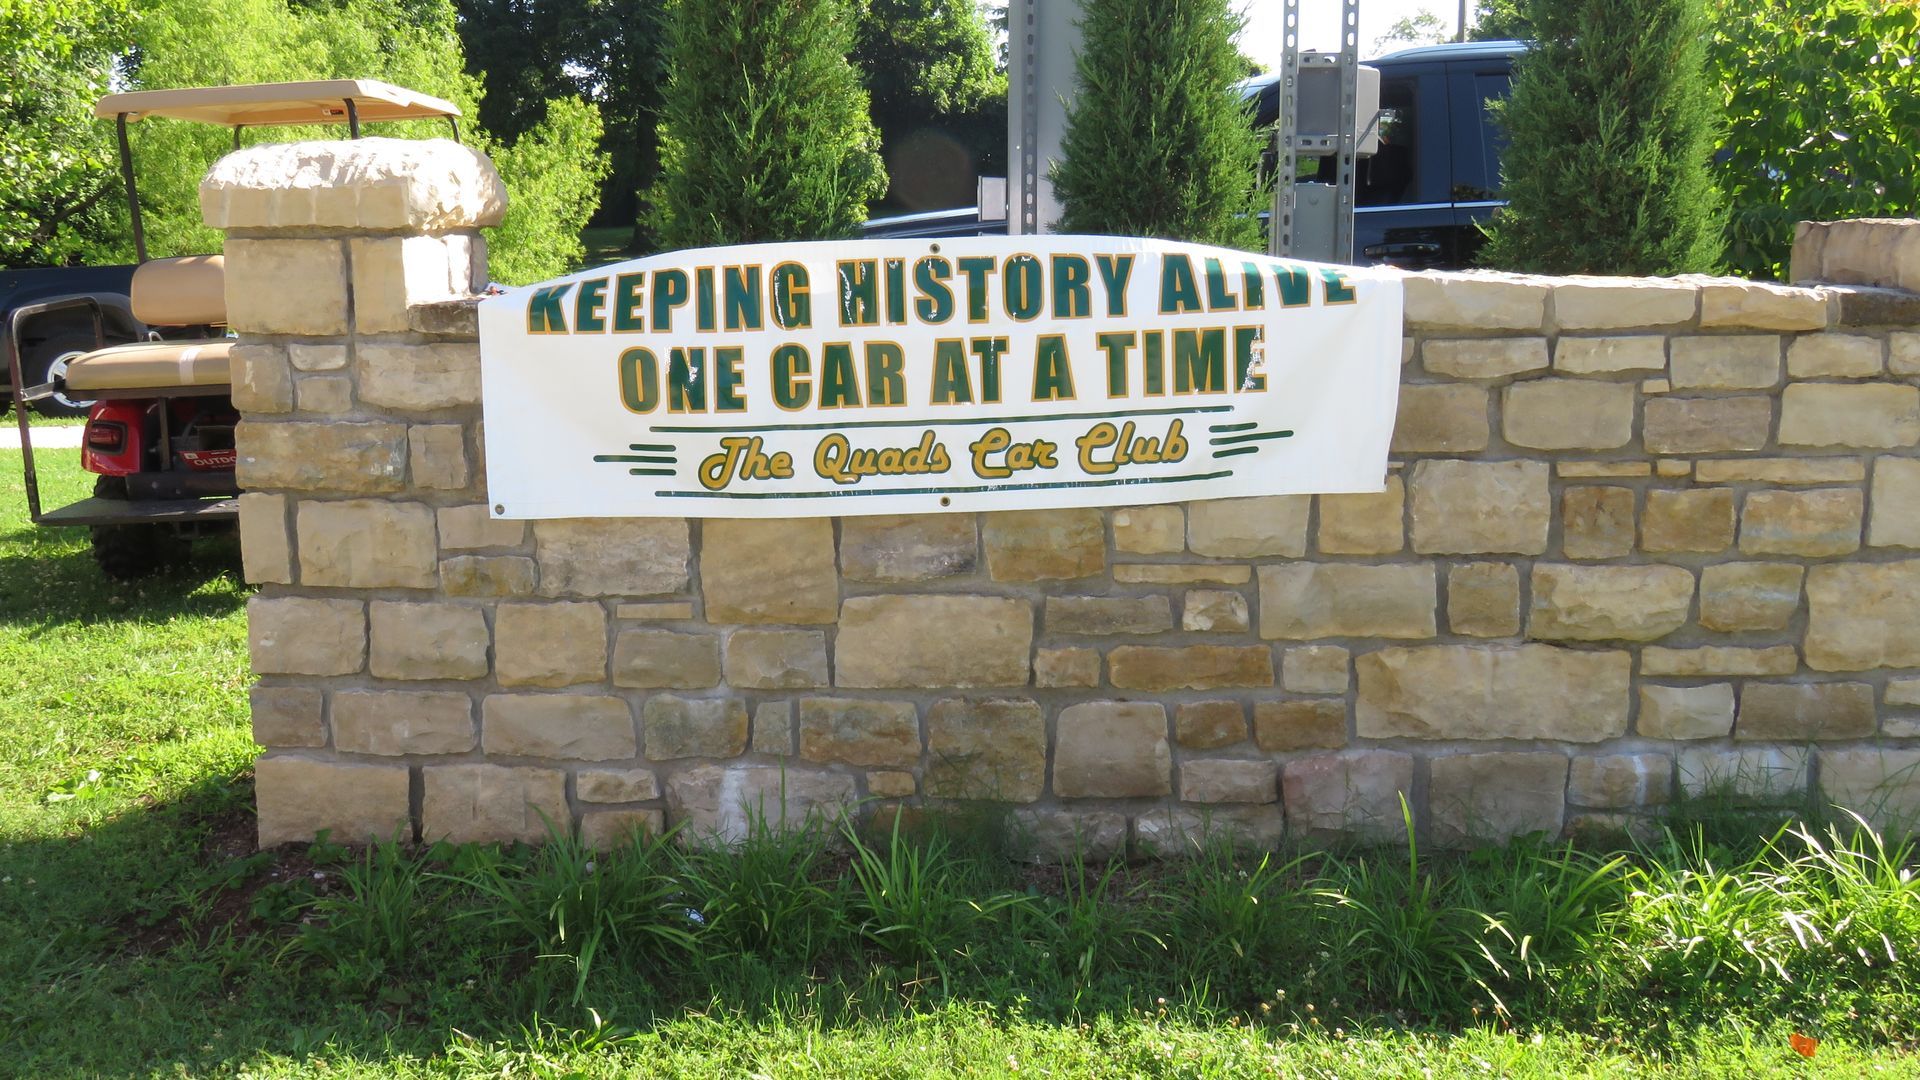 KEEPING HISTORY ALIVE
ONE CAR AT A TIME
The Quads Car Club